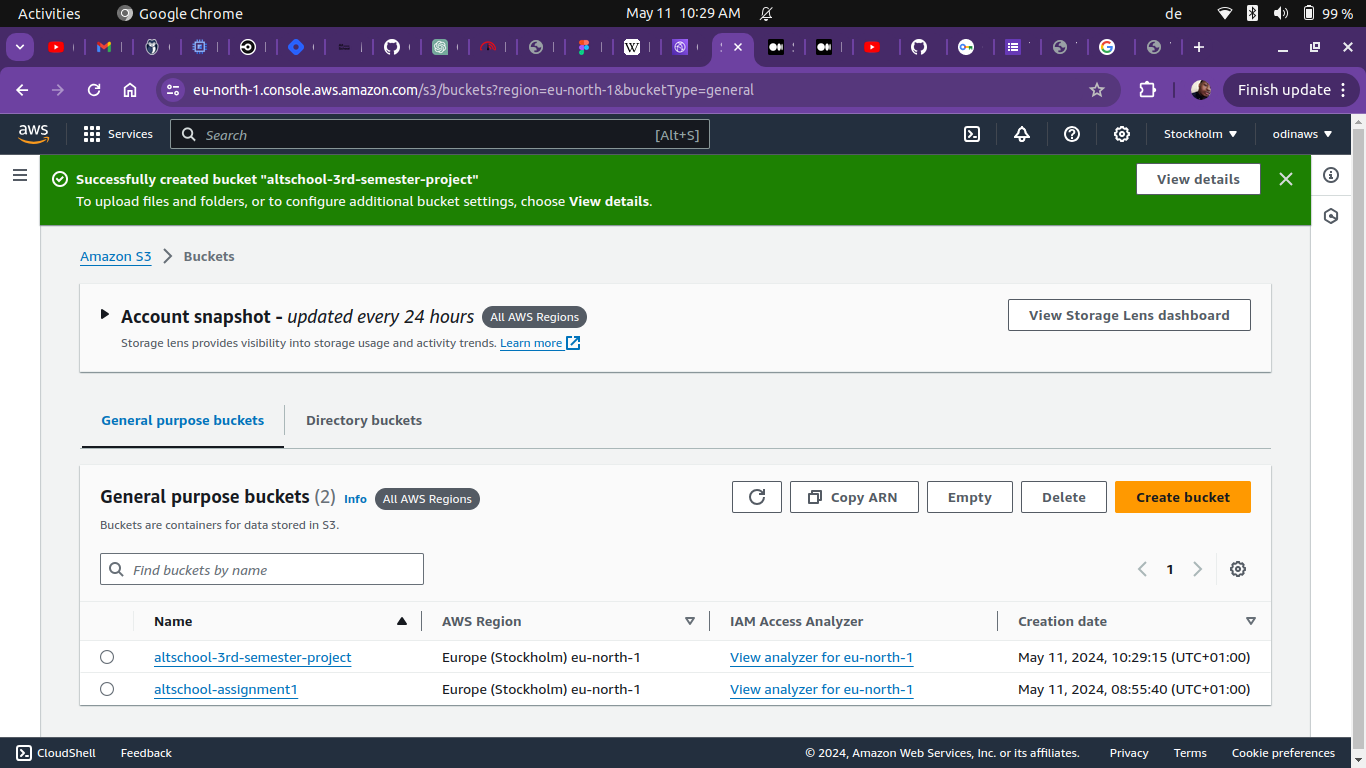 Activities Google Chrome May 11 10:29 AM de 99 %
Finish update
eu-north-1.console.aws.amazon.com/s3/buckets?region=eu-north-1&bucketType=general
aws Services Search [Alt+S] Stockholm odinaws
Successfully created bucket "altschool-3rd-semester-project"
To upload files and folders, or to configure additional bucket settings, choose View details.
View details
Amazon S3 Buckets
Account snapshot - updated every 24 hours All AWS Regions
View Storage Lens dashboard
Storage lens provides visibility into storage usage and activity trends. Learn more
General purpose buckets Directory buckets
General purpose buckets (2) Info All AWS Regions
Copy ARN Empty Delete Create bucket
Buckets are containers for data stored in S3.
Find buckets by name
1
Name AWS Region IAM Access Analyzer Creation date
altschool-3rd-semester-project Europe (Stockholm) eu-north-1 View analyzer for eu-north-1 May 11, 2024, 10:29:15 (UTC+01:00)
altschool-assignment1 Europe (Stockholm) eu-north-1 View analyzer for eu-north-1 May 11, 2024, 08:55:40 (UTC+01:00)
CloudShell Feedback © 2024, Amazon Web Services, Inc. or its affiliates. Privacy Terms Cookie preferences